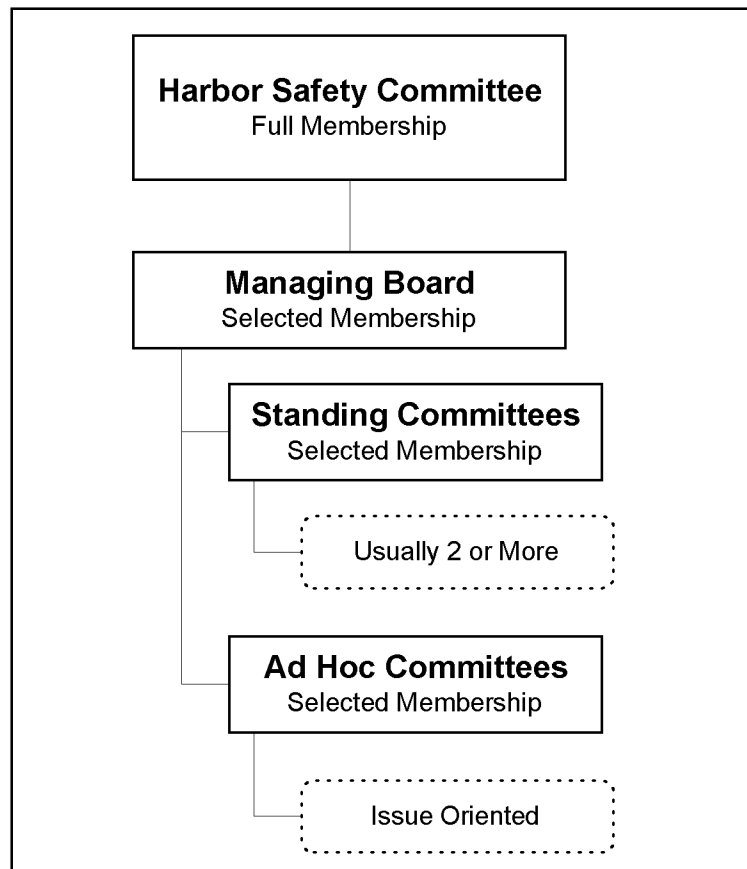 Harbor Safety Committee
Full Membership
Managing Board
Selected Membership
Standing Committees
Selected Membership
Usually 2 or More
Ad Hoc Committees
Selected Membership
Issue Oriented